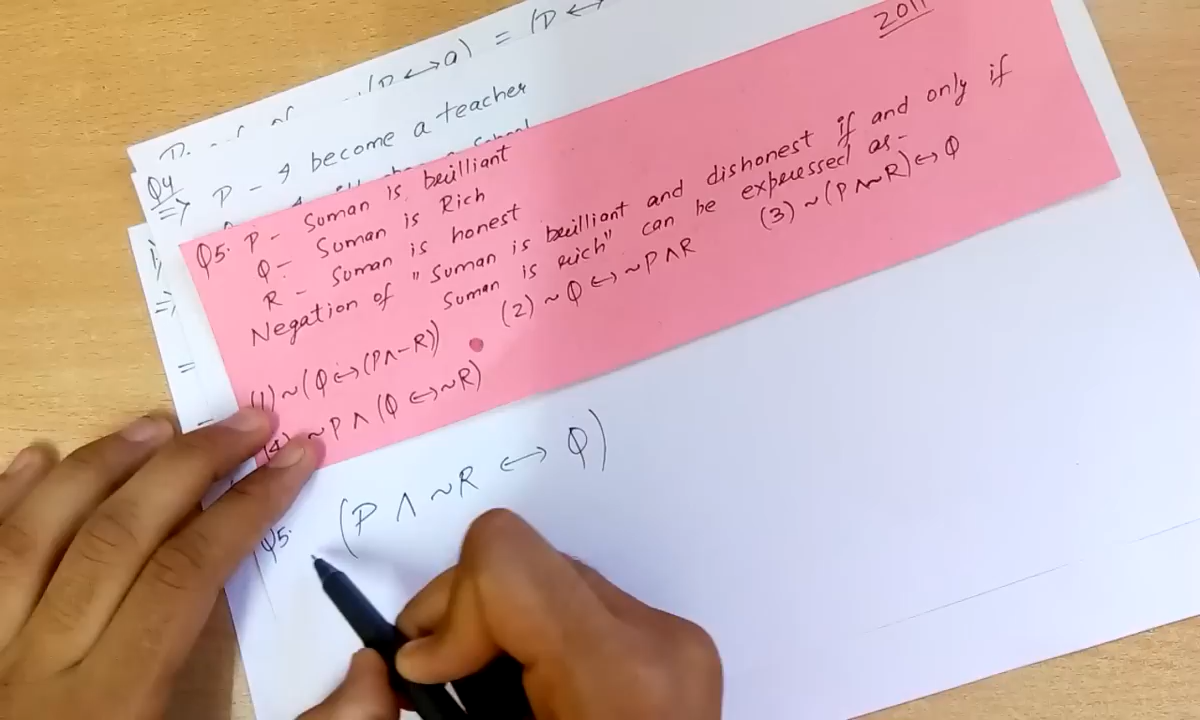 (P ↔ Q) =
2011
Q4
⇒ P - I become a teacher
Q5. P - Suman is brilliant
Q - Suman is Rich
R - Suman is honest
Negation of "Suman is brilliant and dishonest if and only if
Suman is rich" can be expressed as -
(1) ~(Q ↔ (P ∧ ~R)) (2) ~Q ↔ ~P ∧ R (3) ~(P ∧ ~R) ↔ Q
(4) ~P ∧ (Q ↔ ~R)
Q5. (P ∧ ~R ↔ Q)